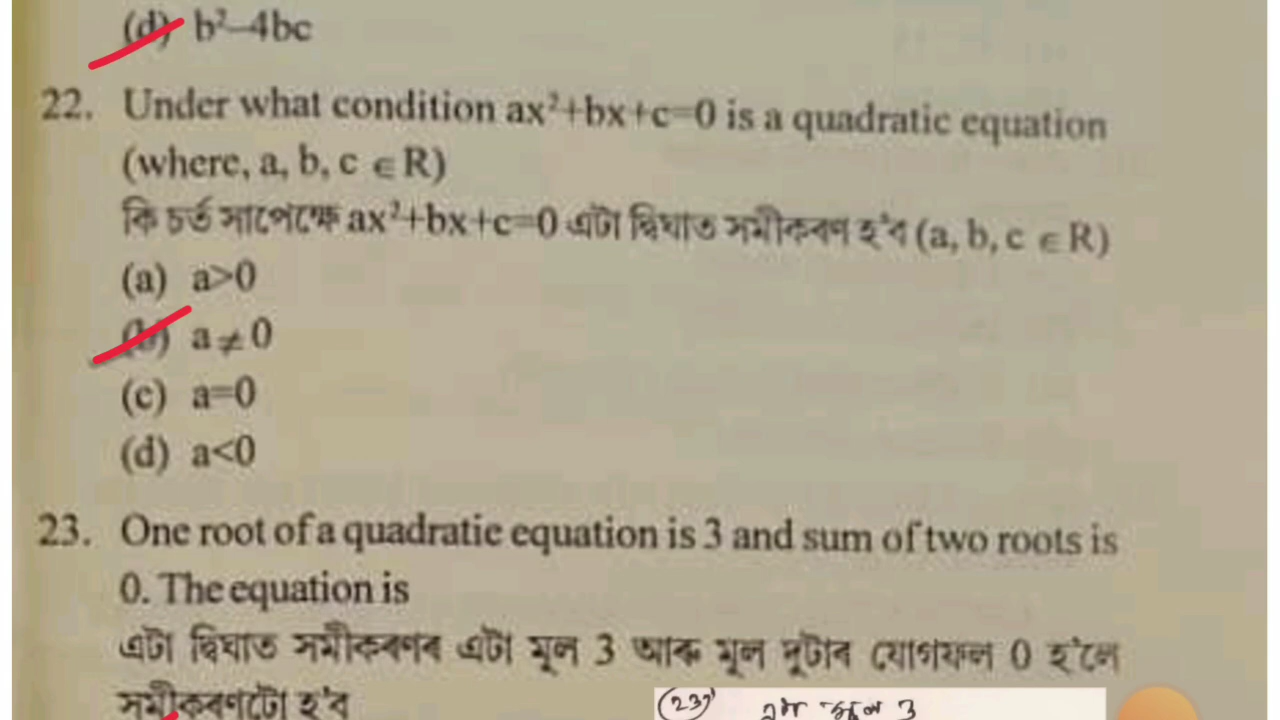 (d) b²–4bc
22. Under what condition ax²+bx+c=0 is a quadratic equation
(where, a, b, c ∈ R)
কি চৰ্ত সাপেক্ষে ax²+bx+c=0 এটা দ্বিঘাত সমীকৰণ হ'ব (a, b, c ∈ R)
(a) a>0
(b) a≠0
(c) a=0
(d) a<0
23. One root of a quadratic equation is 3 and sum of two roots is
0. The equation is
এটা দ্বিঘাত সমীকৰণৰ এটা মূল 3 আৰু মূল দুটাৰ যোগফল 0 হ'লে
সমীকৰণটো হ'ব
(23)